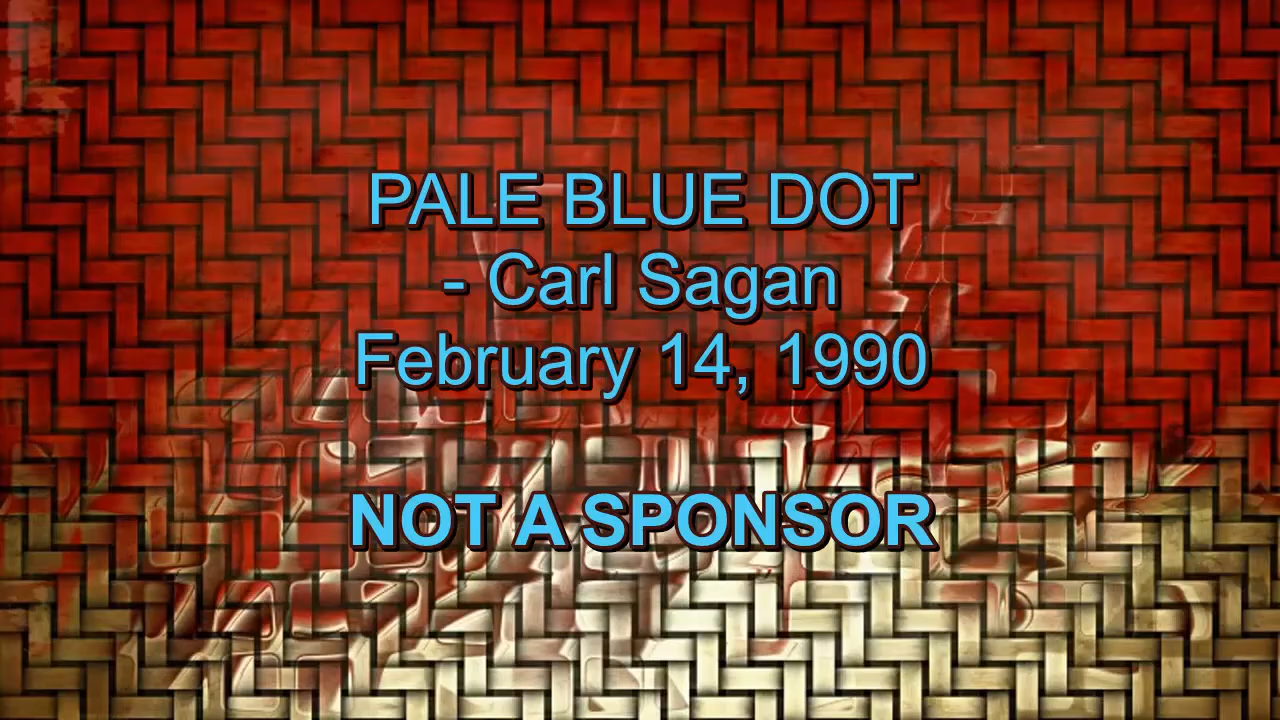 PALE BLUE DOT
- Carl Sagan
February 14, 1990
NOT A SPONSOR